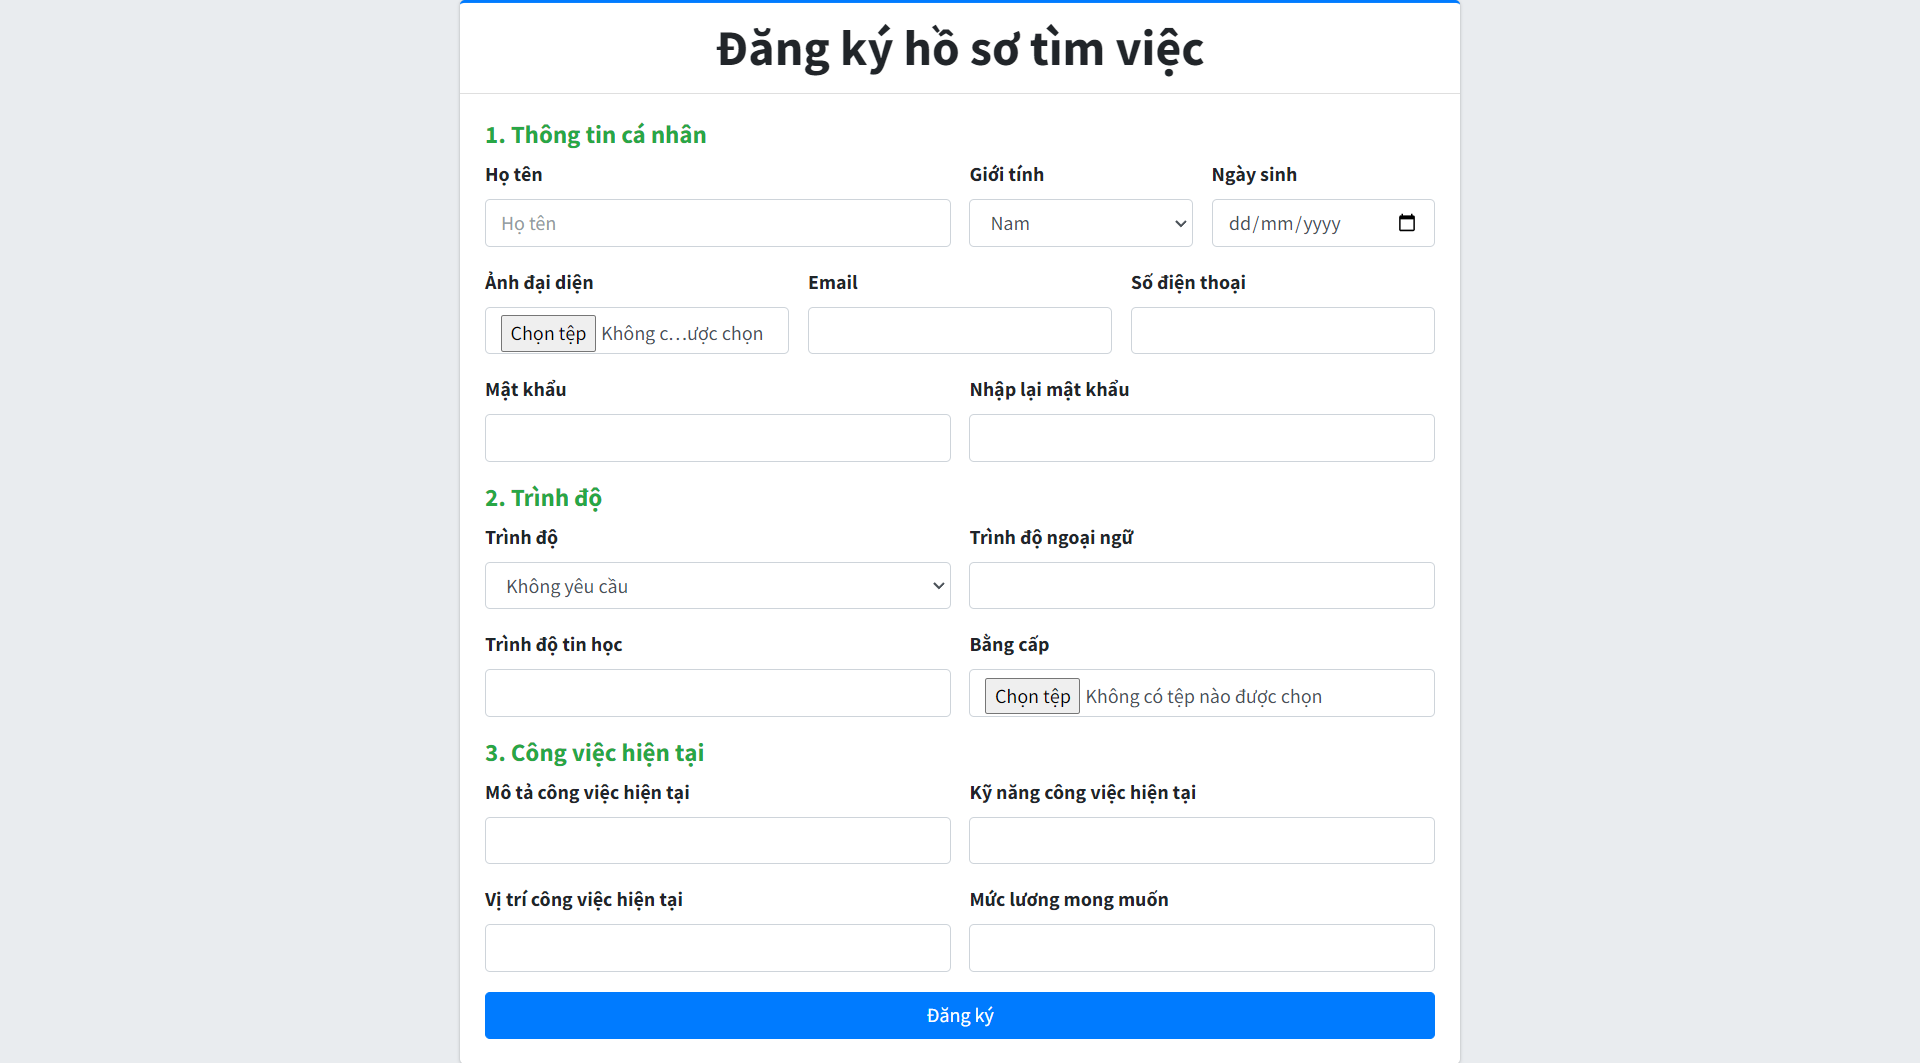 Đăng ký hồ sơ tìm việc
1. Thông tin cá nhân
Họ tên Giới tính Ngày sinh
Họ tên Nam dd/mm/yyyy
Ảnh đại diện Email Số điện thoại
Chọn tệp Không c...ược chọn
Mật khẩu Nhập lại mật khẩu
2. Trình độ
Trình độ Trình độ ngoại ngữ
Không yêu cầu
Trình độ tin học Bằng cấp
Chọn tệp Không có tệp nào được chọn
3. Công việc hiện tại
Mô tả công việc hiện tại Kỹ năng công việc hiện tại
Vị trí công việc hiện tại Mức lương mong muốn
Đăng ký